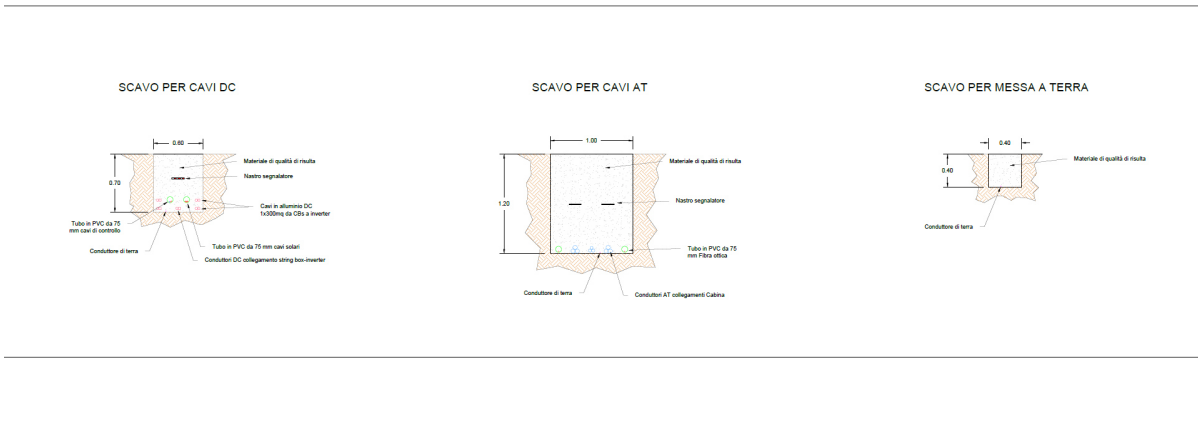 SCAVO PER CAVI DC
0.60
0.70
Materiale di qualità di risulta
Nastro segnalatore
Cavi in alluminio DC
1x300mq da CBs a inverter
Tubo in PVC da 75
mm cavi di controllo
Tubo in PVC da 75 mm cavi solari
Conduttore di terra
Conduttori DC collegamento string box-inverter
SCAVO PER CAVI AT
1.00
1.20
Materiale di qualità di risulta
Nastro segnalatore
Tubo in PVC da 75
mm Fibra ottica
Conduttore di terra
Conduttori AT collegamenti Cabina
SCAVO PER MESSA A TERRA
0.40
0.40
Materiale di qualità di risulta
Conduttore di terra